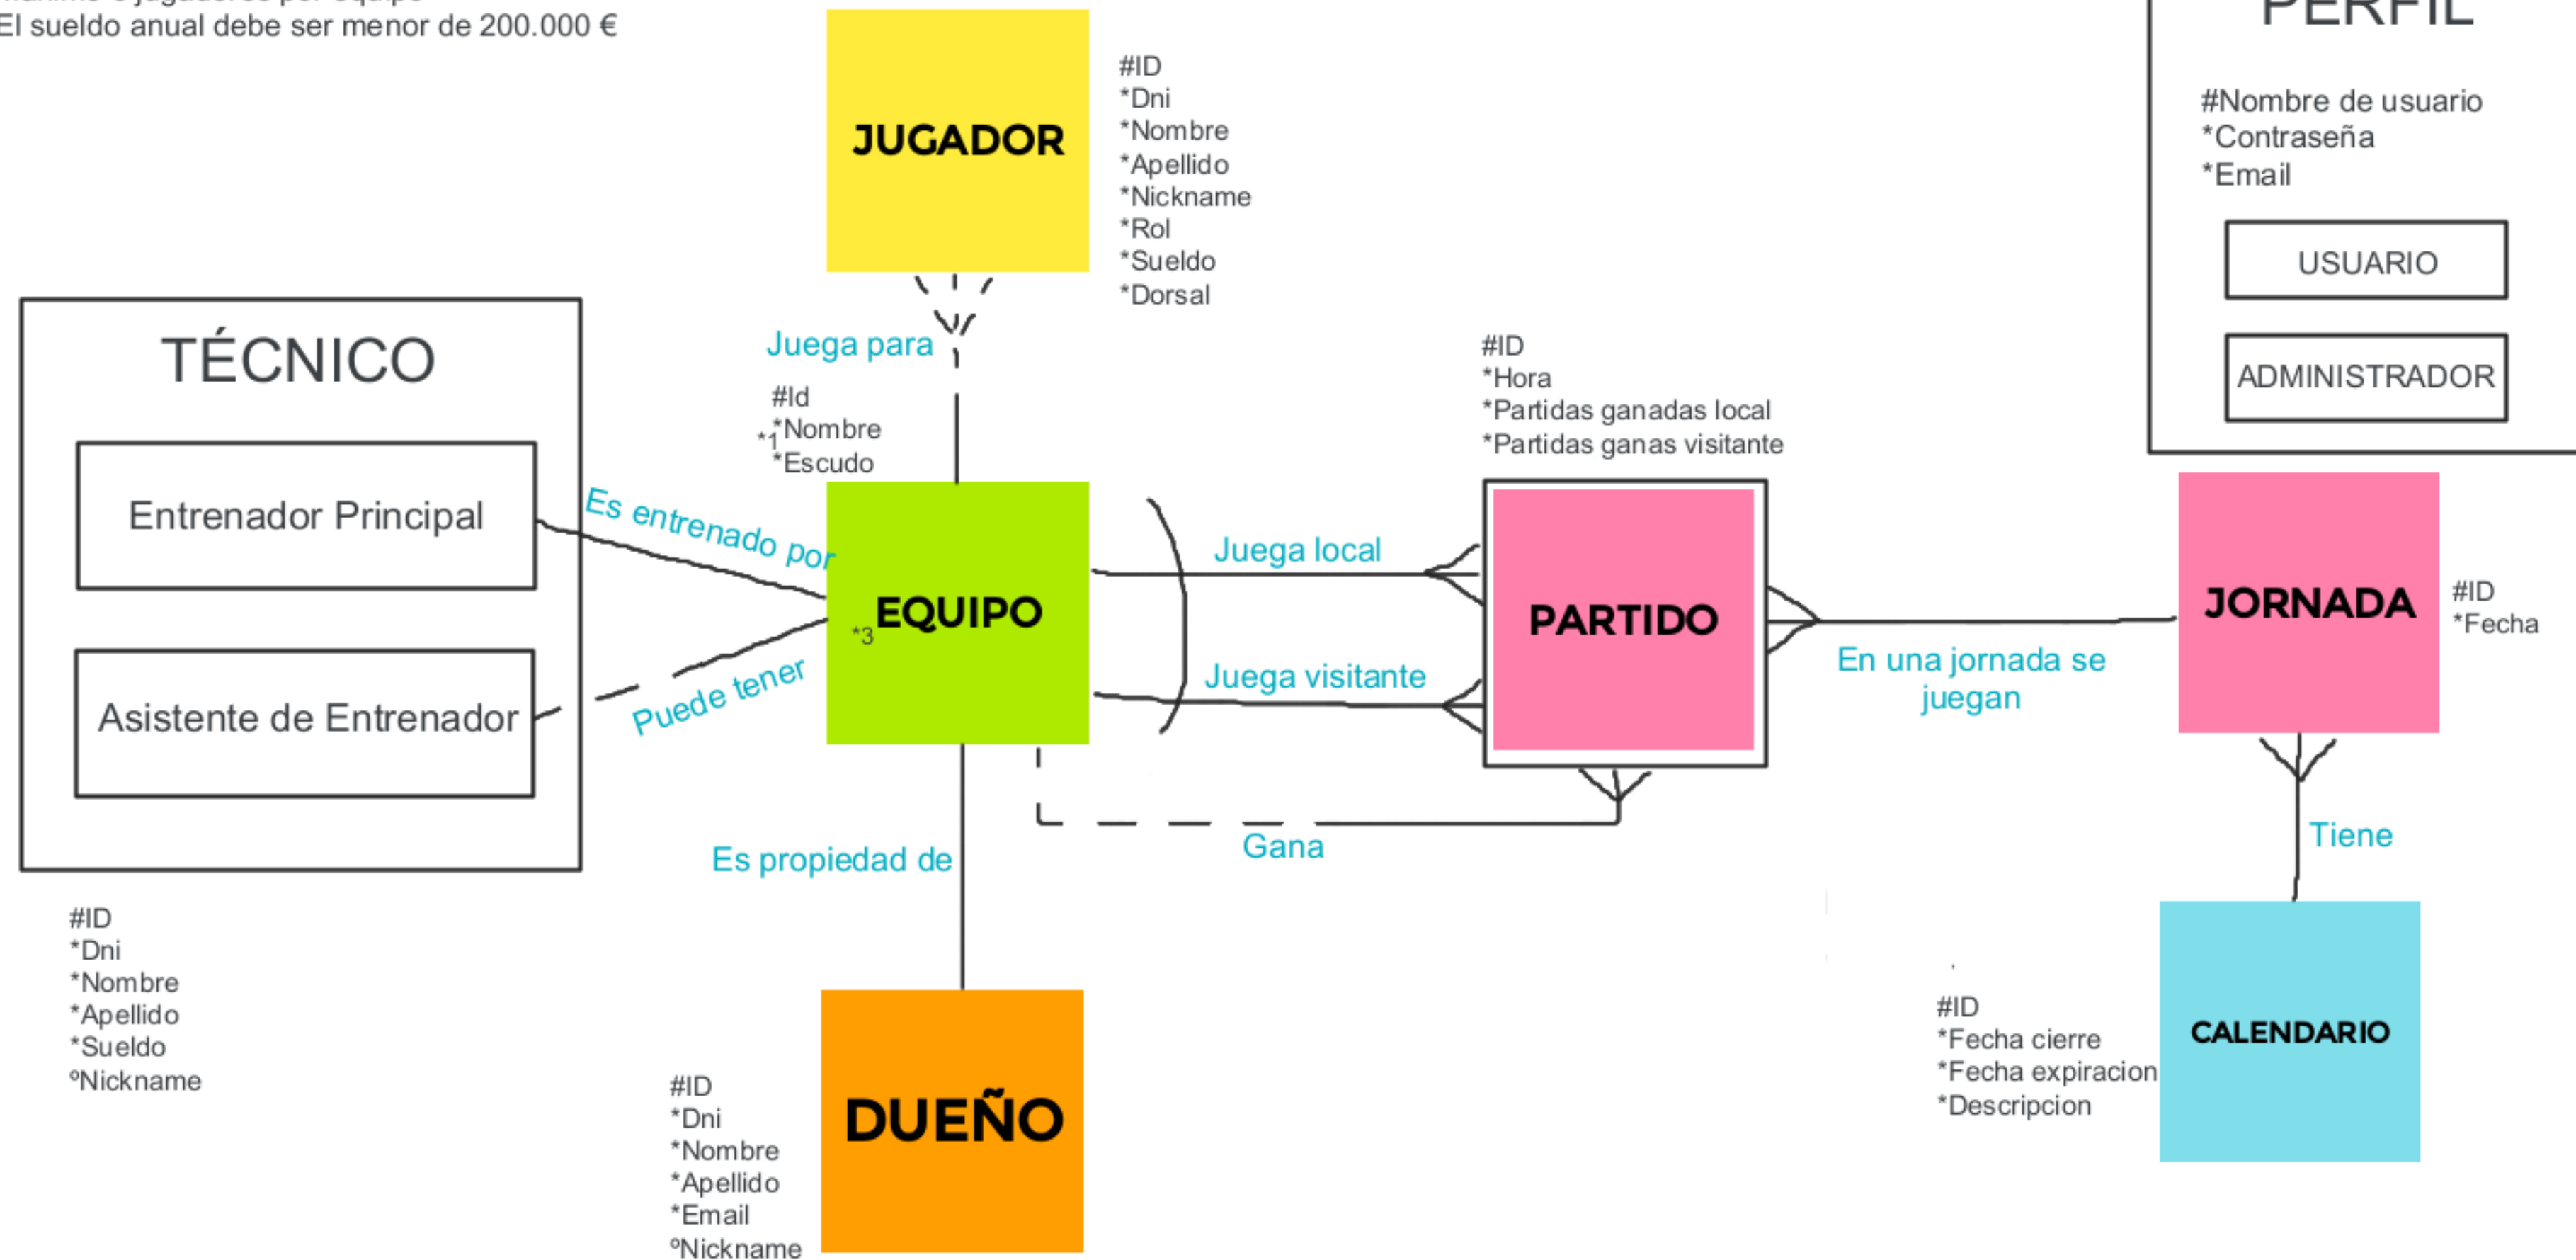 El sueldo anual debe ser menor de 200.000 €
JUGADOR
#ID
*Dni
*Nombre
*Apellido
*Nickname
*Rol
*Sueldo
*Dorsal
PERFIL
#Nombre de usuario
*Contraseña
*Email
USUARIO
ADMINISTRADOR
TÉCNICO
Entrenador Principal
Asistente de Entrenador
#ID
*Dni
*Nombre
*Apellido
*Sueldo
ºNickname
Juega para
#Id
*Nombre
*1
*Escudo
Es entrenado por
Puede tener
*3
EQUIPO
Juega local
Juega visitante
Gana
#ID
*Hora
*Partidas ganadas local
*Partidas ganas visitante
PARTIDO
En una jornada se
juegan
JORNADA
#ID
*Fecha
Tiene
Es propiedad de
#ID
*Dni
*Nombre
*Apellido
*Email
ºNickname
DUEÑO
#ID
*Fecha cierre
*Fecha expiracion
*Descripcion
CALENDARIO